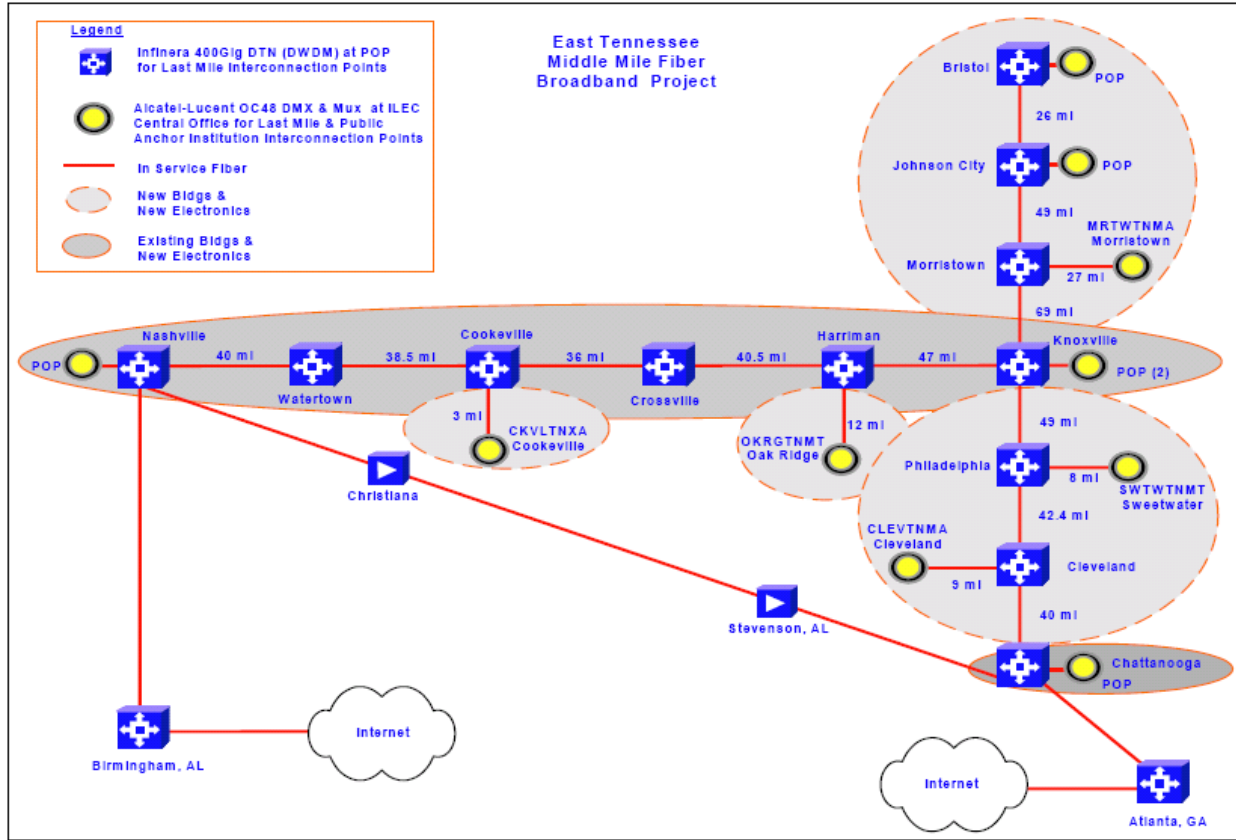 Legend
Infinera 400Gig DTN (DWDM) at POP
for Last Mile Interconnection Points
Alcatel-Lucent OC48 DMX & Mux at ILEC
Central Office for Last Mile & Public
Anchor Institution Interconnection Points
In Service Fiber
New Bldgs &
New Electronics
Existing Bldgs &
New Electronics
East Tennessee
Middle Mile Fiber
Broadband Project
Bristol
POP
26 mi
Johnson City
POP
49 mi
MRTWTNMA
Morristown
Morristown
27 mi
69 mi
Nashville
Cookeville
Harriman
Knoxville
POP
40 mi
38.5 mi
36 mi
40.5 mi
47 mi
POP (2)
Watertown
Crossville
3 mi
CKVLTNXA
Cookeville
12 mi
OKRGTNMT
Oak Ridge
49 mi
Philadelphia
8 mi
SWTWTNMT
Sweetwater
Christiana
42.4 mi
CLEVTNMA
Cleveland
Cleveland
9 mi
40 mi
Stevenson, AL
Chattanooga
POP
Internet
Birmingham, AL
Internet
Atlanta, GA